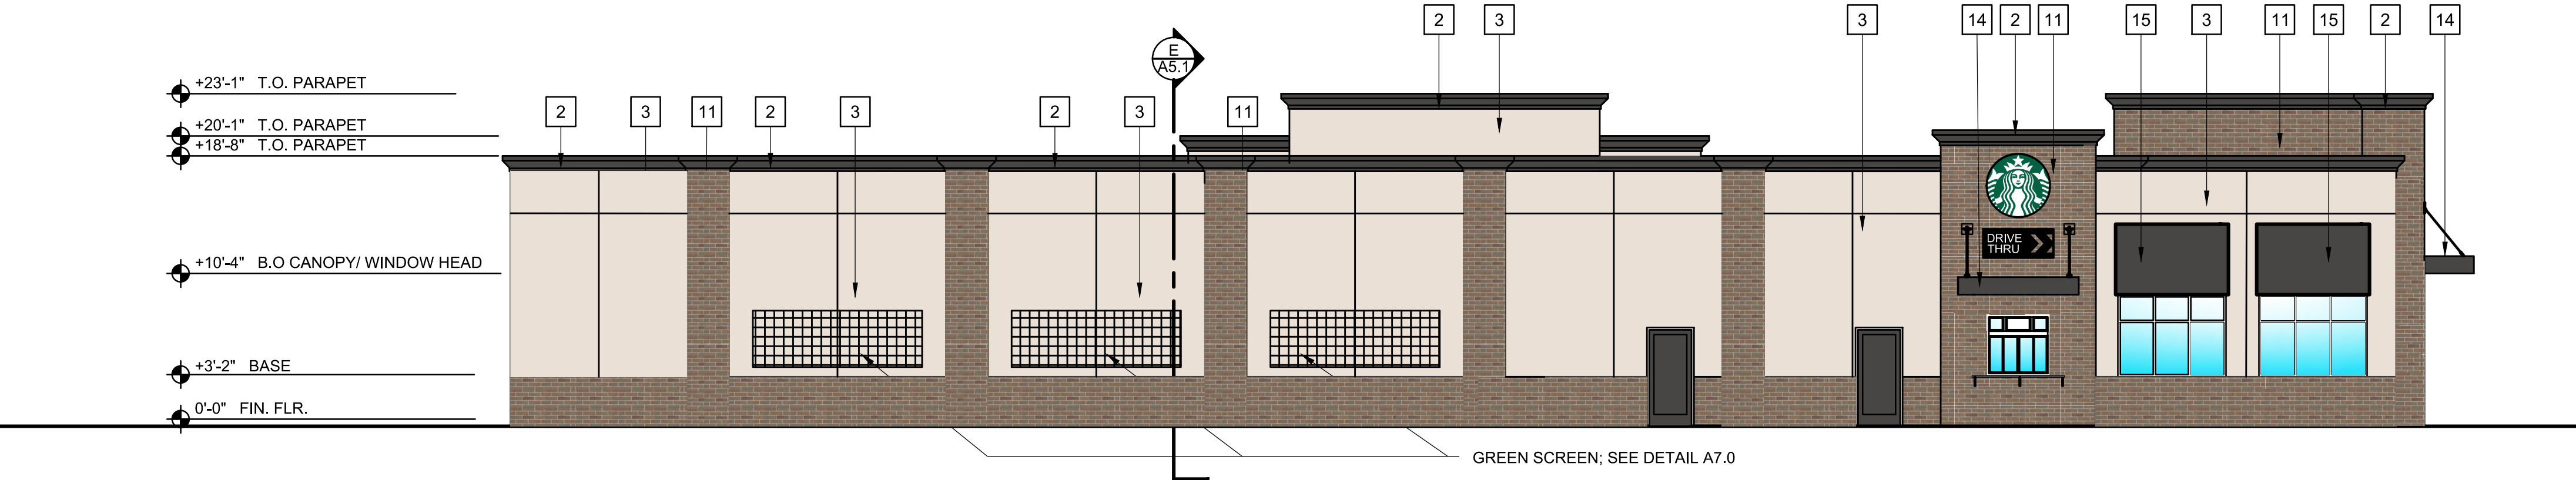 2 3 3 14 2 11 15 3 11 15 2 14
E
A5.1
+23'-1" T.O. PARAPET
2 3 11 2 3 2 3 11
+20'-1" T.O. PARAPET
+18'-8" T.O. PARAPET
DRIVE
THRU
+10'-4" B.O CANOPY/ WINDOW HEAD
+3'-2" BASE
0'-0" FIN. FLR.
GREEN SCREEN; SEE DETAIL A7.0